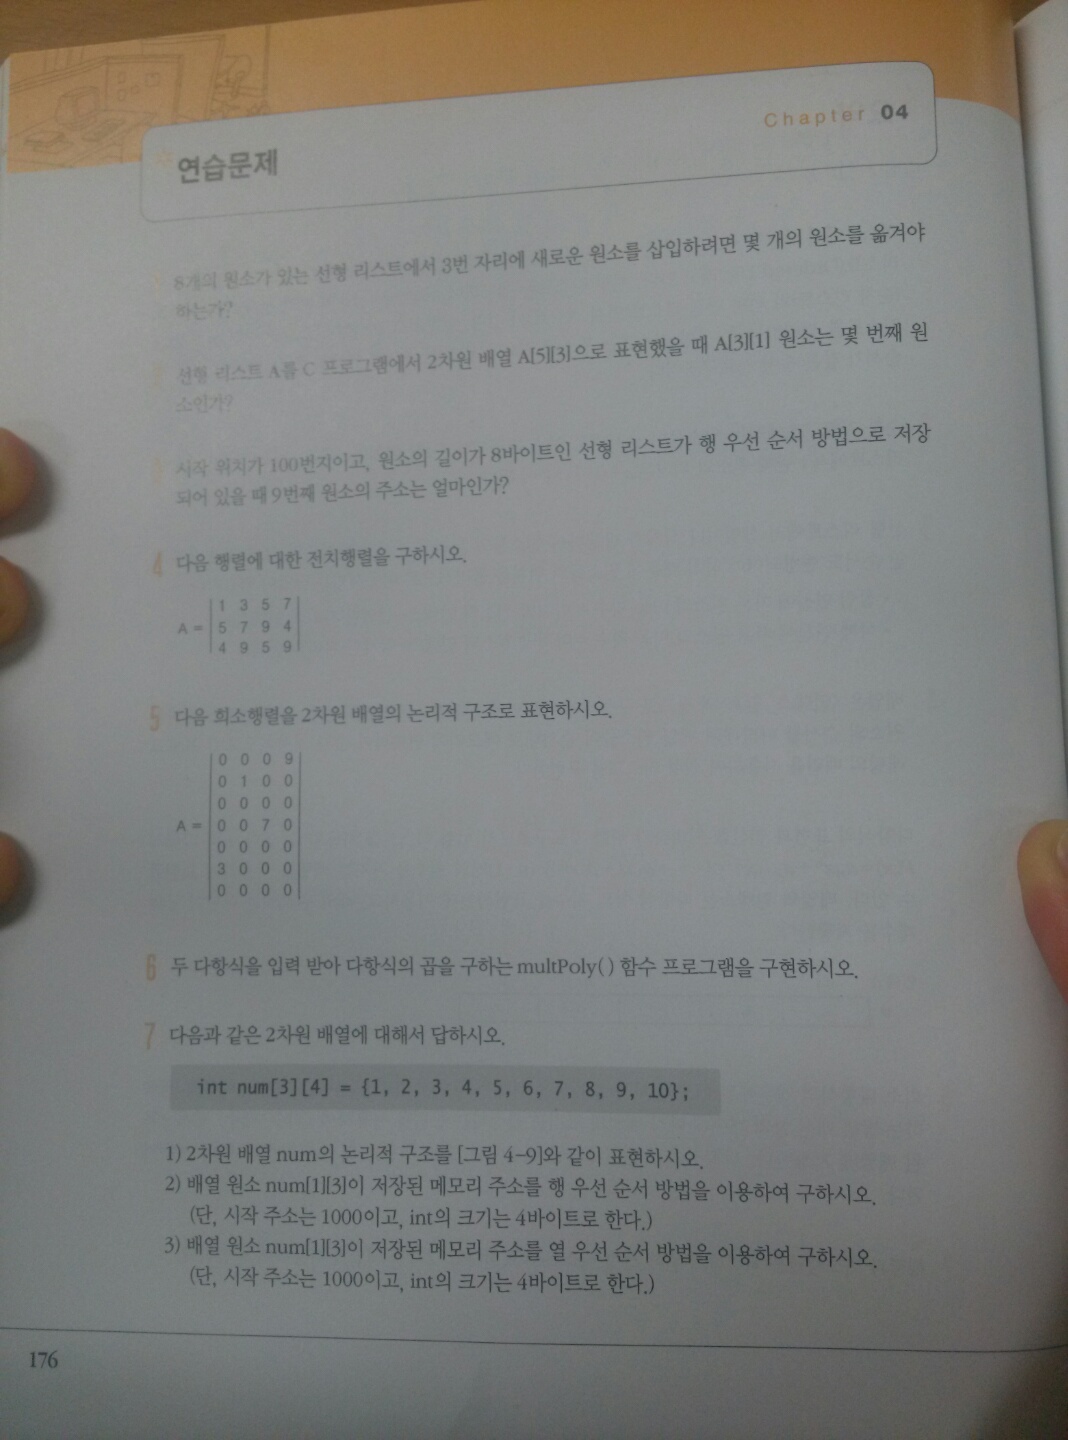 Chapter 04
연습문제
1 8개의 원소가 있는 선형 리스트에서 3번 자리에 새로운 원소를 삽입하려면 몇 개의 원소를 옮겨야
하는가?
2 선형 리스트 A를 C 프로그램에서 2차원 배열 A[5][3]으로 표현했을 때 A[3][1] 원소는 몇 번째 원
소인가?
3 시작 위치가 100번지이고, 원소의 길이가 8바이트인 선형 리스트가 행 우선 순서 방법으로 저장
되어 있을 때 9번째 원소의 주소는 얼마인가?
4 다음 행렬에 대한 전치행렬을 구하시오.
1 3 5 7
A = 5 7 9 4
4 9 5 9
5 다음 희소행렬을 2차원 배열의 논리적 구조로 표현하시오.
0 0 0 9
0 1 0 0
0 0 0 0
A = 0 0 7 0
0 0 0 0
3 0 0 0
0 0 0 0
6 두 다항식을 입력 받아 다항식의 곱을 구하는 multPoly( ) 함수 프로그램을 구현하시오.
7 다음과 같은 2차원 배열에 대해서 답하시오.
int num[3][4] = {1, 2, 3, 4, 5, 6, 7, 8, 9, 10};
1) 2차원 배열 num의 논리적 구조를 [그림 4-9]와 같이 표현하시오.
2) 배열 원소 num[1][3]이 저장된 메모리 주소를 행 우선 순서 방법을 이용하여 구하시오.
(단, 시작 주소는 1000이고, int의 크기는 4바이트로 한다.)
3) 배열 원소 num[1][3]이 저장된 메모리 주소를 열 우선 순서 방법을 이용하여 구하시오.
(단, 시작 주소는 1000이고, int의 크기는 4바이트로 한다.)
176